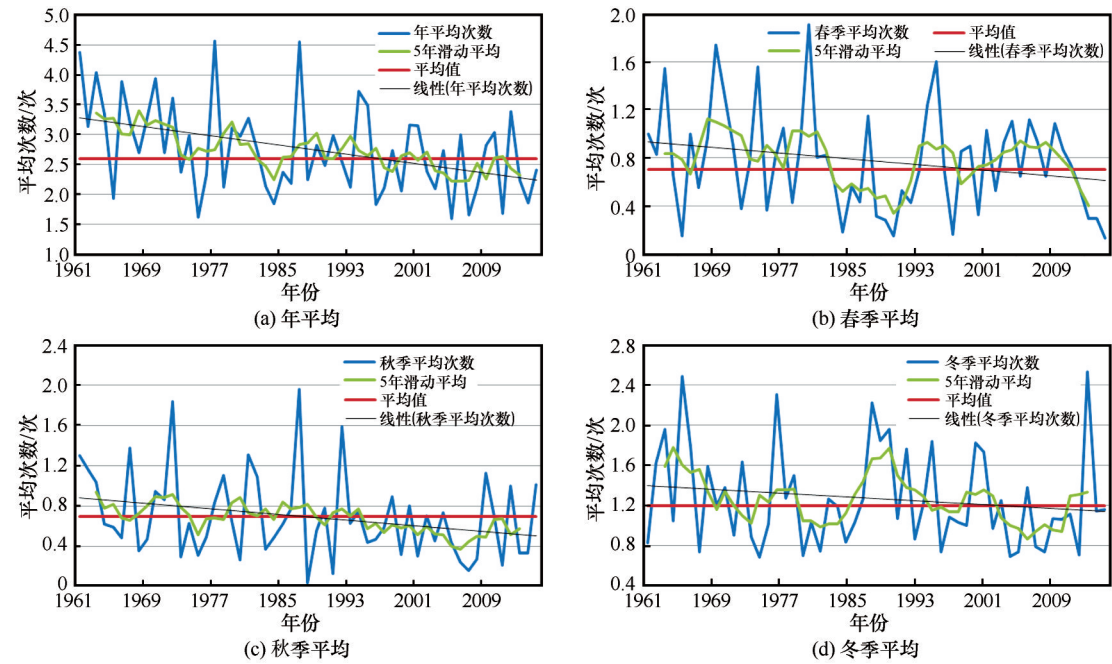 5.0
4.5
4.0
3.5
3.0
2.5
2.0
1.5
1.0
平均次数/次
年平均次数
5年滑动平均
平均值
线性(年平均次数)
1961 1969 1977 1985 1993 2001 2009
年份
(a) 年平均
2.0
1.6
1.2
0.8
0.4
0
平均次数/次
春季平均次数 平均值
5年滑动平均 线性(春季平均次数)
1961 1969 1977 1985 1993 2001 2009
年份
(b) 春季平均
2.4
2.0
1.6
1.2
0.8
0.4
0
平均次数/次
秋季平均次数
5年滑动平均
平均值
线性(秋季平均次数)
1961 1969 1977 1985 1993 2001 2009
年份
(c) 秋季平均
2.8
2.4
2.0
1.6
1.2
0.8
0.4
平均次数/次
冬季平均次数
5年滑动平均
平均值
线性(冬季平均次数)
1961 1969 1977 1985 1993 2001 2009
年份
(d) 冬季平均